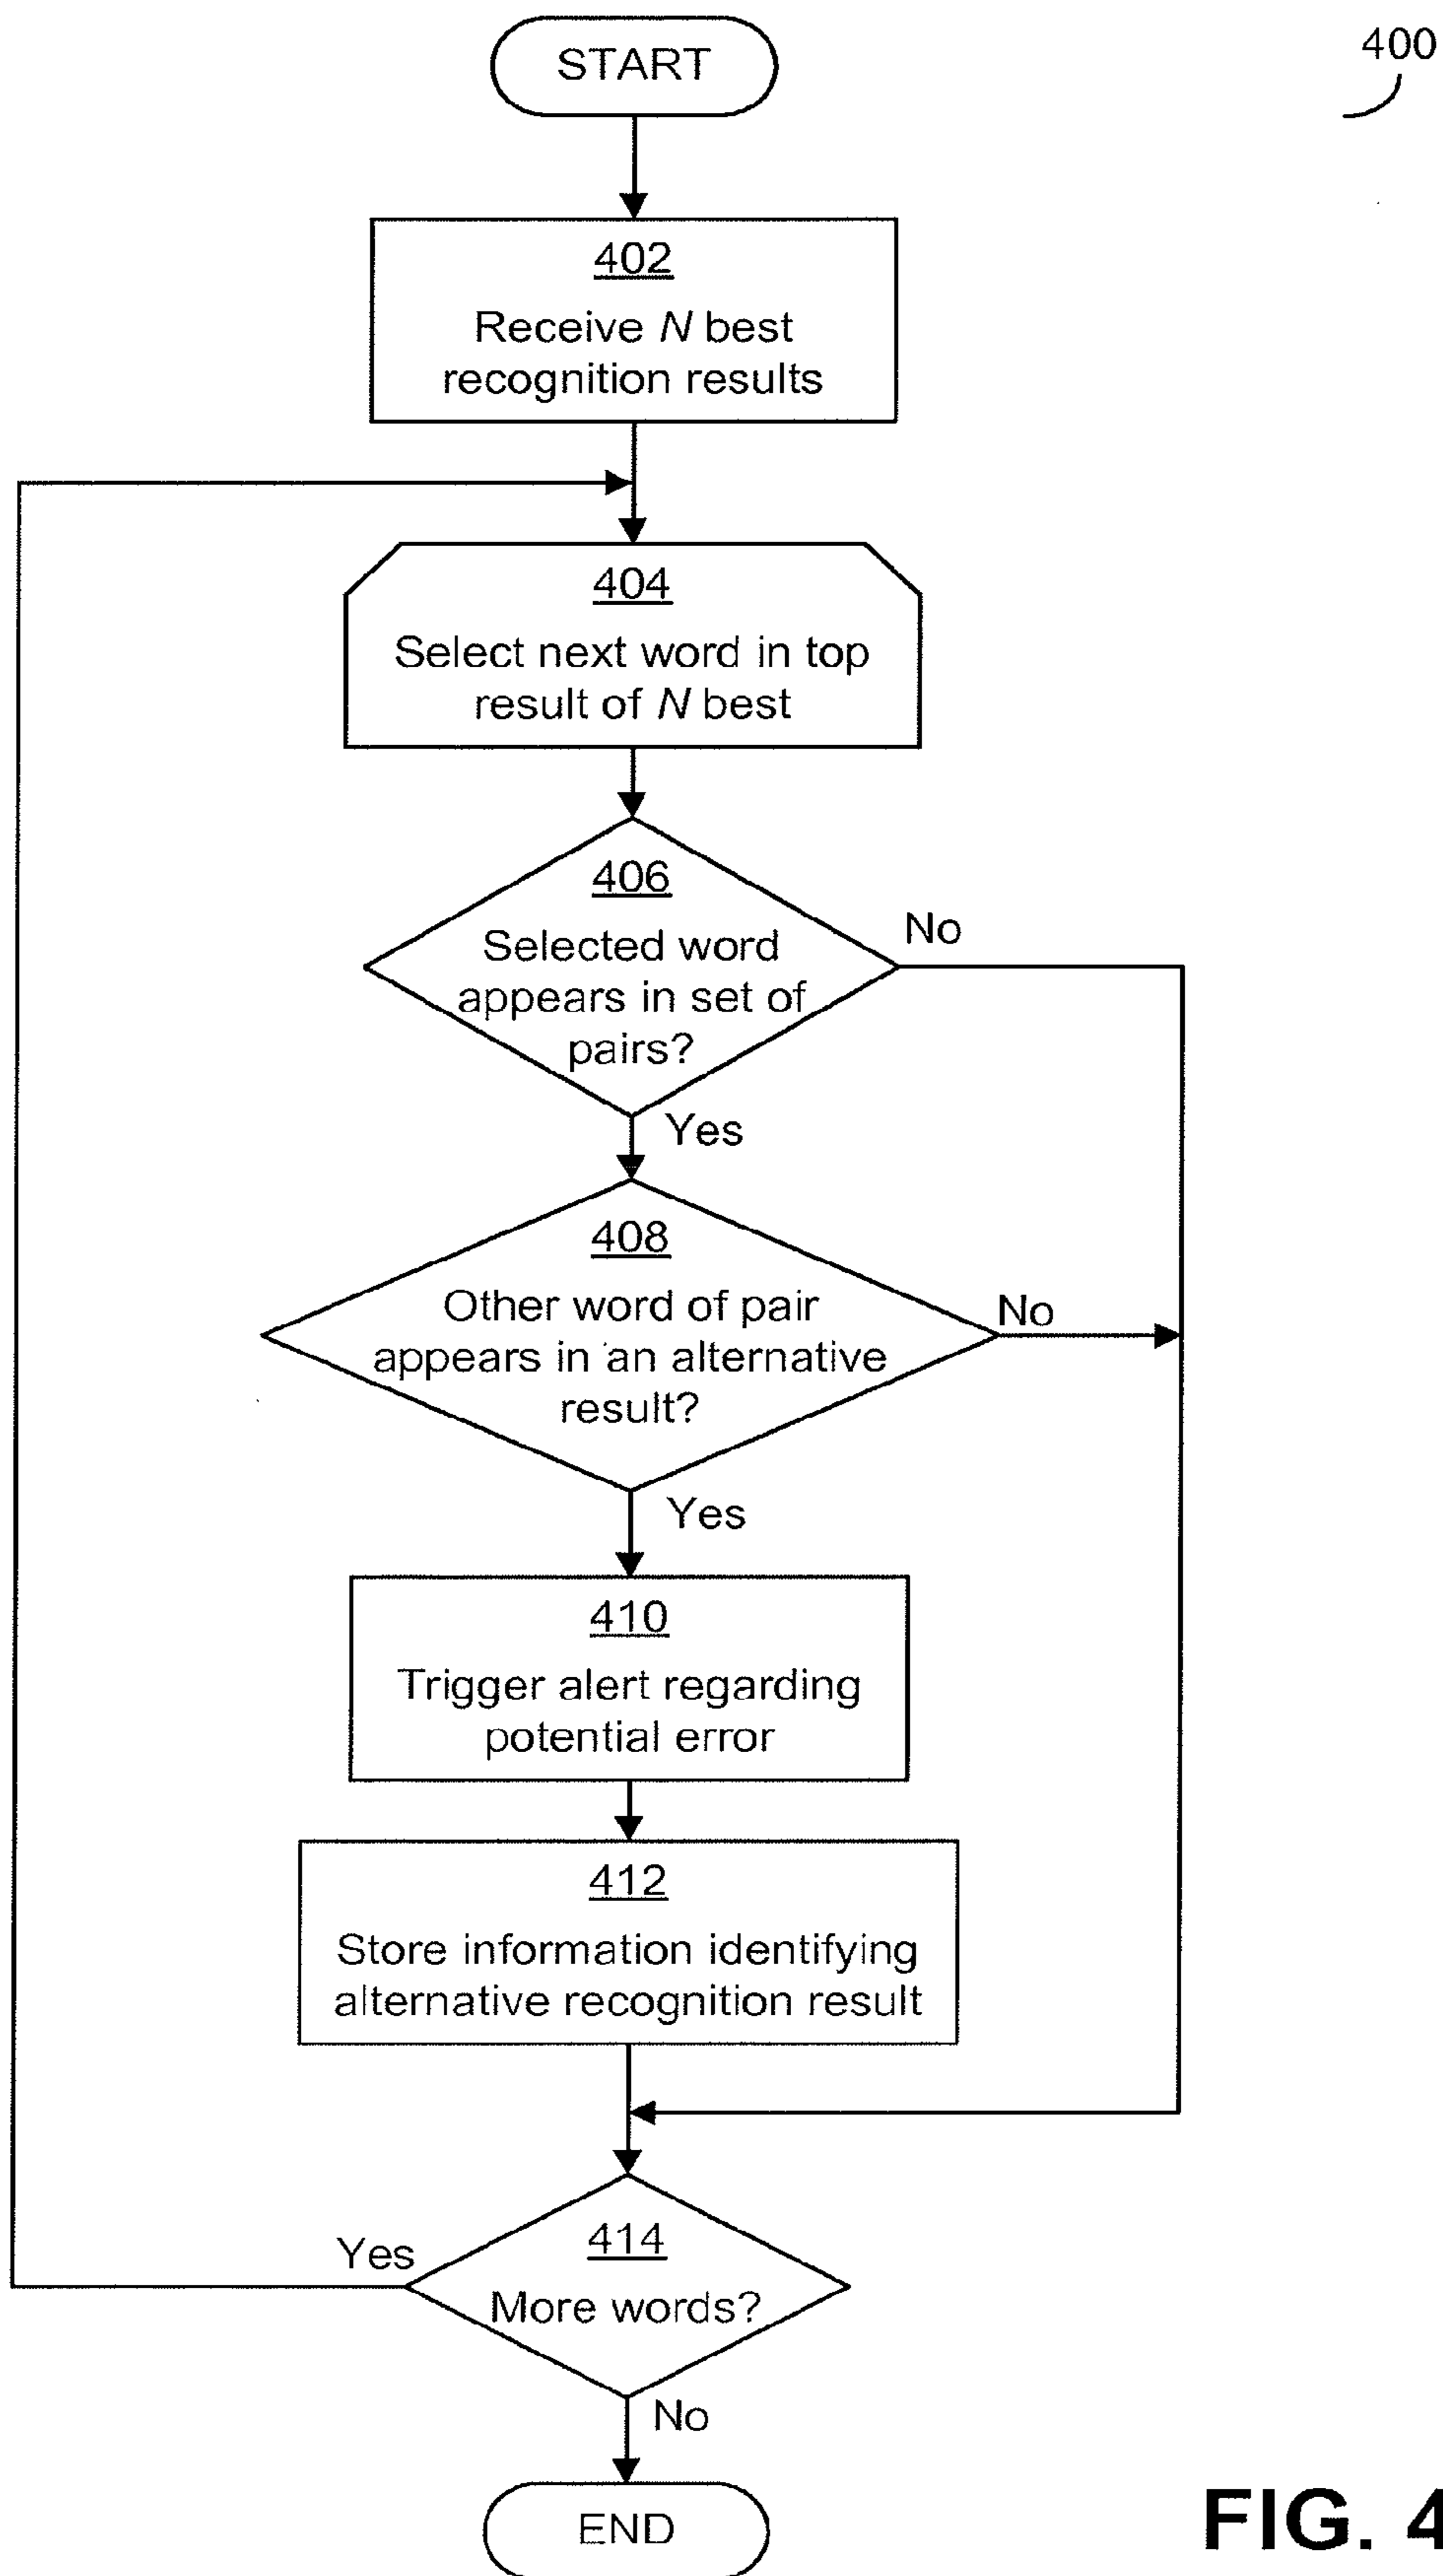 START
400
402
Receive N best
recognition results
404
Select next word in top
result of N best
406
Selected word
appears in set of
pairs?
No
Yes
408
Other word of pair
appears in an alternative
result?
No
Yes
410
Trigger alert regarding
potential error
412
Store information identifying
alternative recognition result
414
More words?
Yes
No
END
FIG. 4